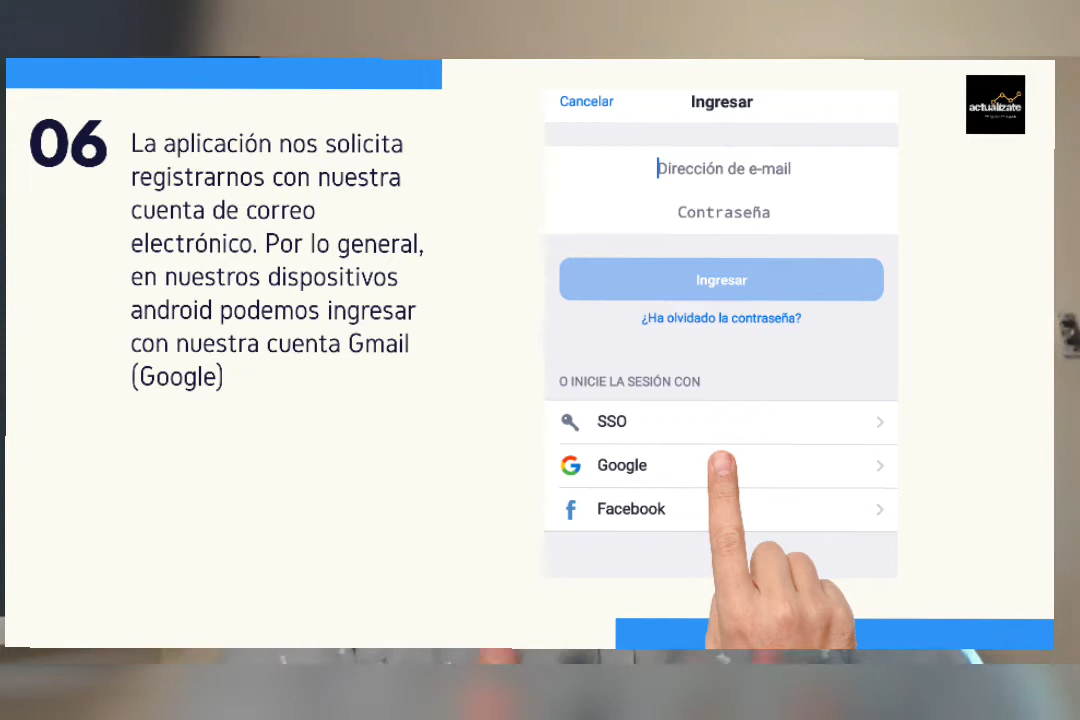 06
La aplicación nos solicita
registrarnos con nuestra
cuenta de correo
electrónico. Por lo general,
en nuestros dispositivos
android podemos ingresar
con nuestra cuenta Gmail
(Google)
Cancelar
Ingresar
Dirección de e-mail
Contraseña
Ingresar
¿Ha olvidado la contraseña?
O INICIE LA SESIÓN CON
SSO
Google
Facebook
actualízate